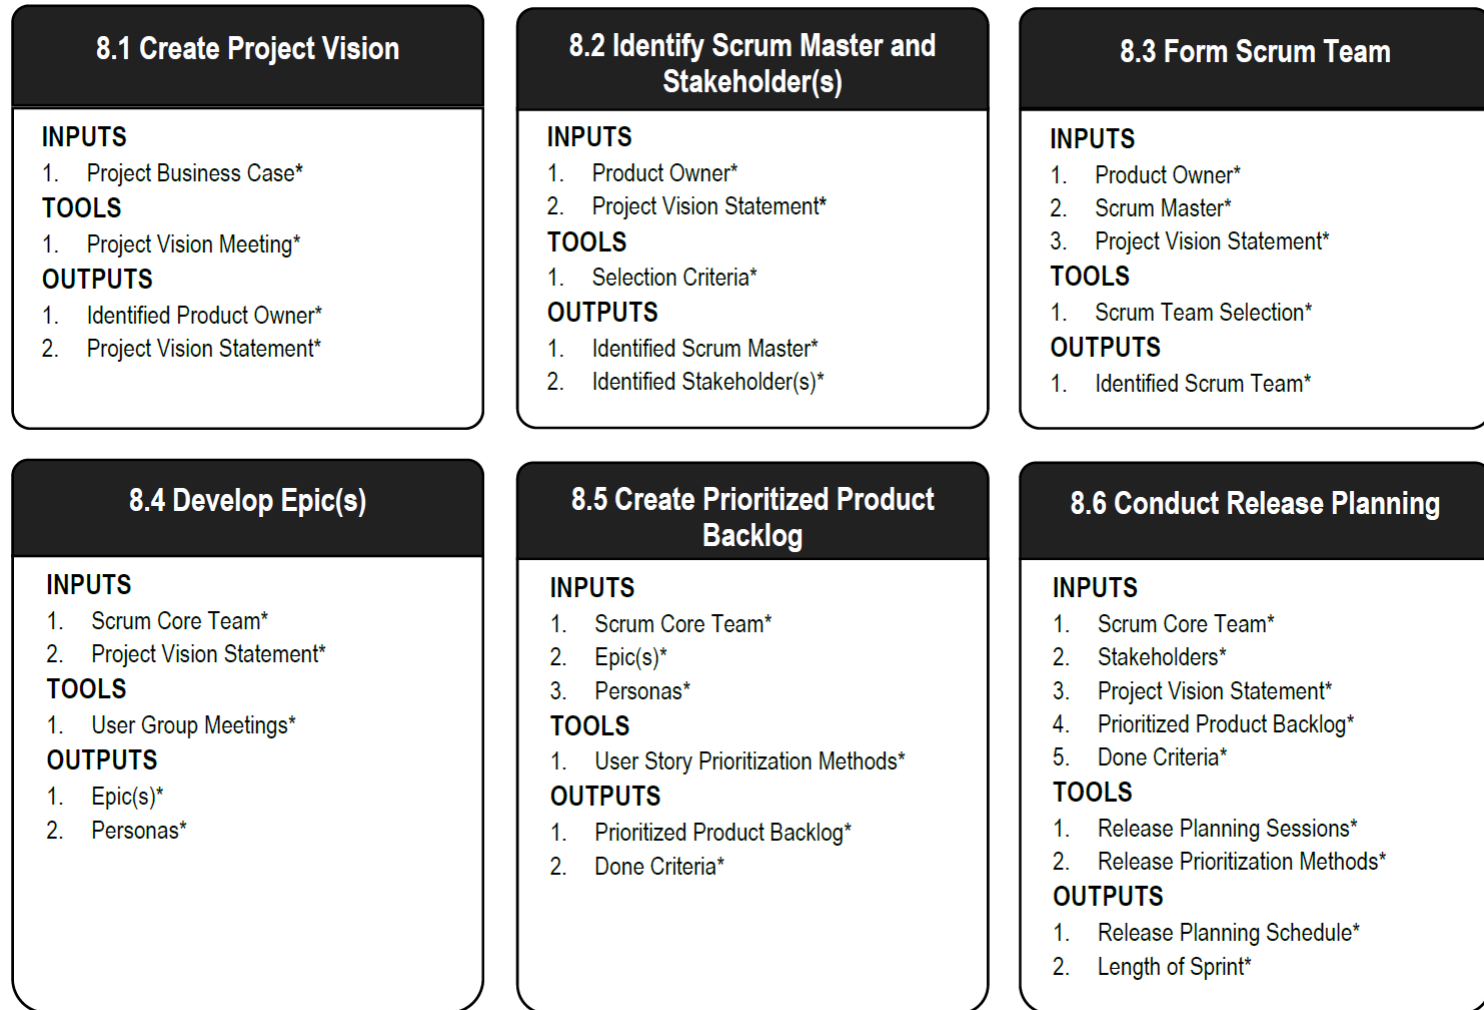 8.1 Create Project Vision
INPUTS
1. Project Business Case*
TOOLS
1. Project Vision Meeting*
OUTPUTS
1. Identified Product Owner*
2. Project Vision Statement*
8.2 Identify Scrum Master and
Stakeholder(s)
INPUTS
1. Product Owner*
2. Project Vision Statement*
TOOLS
1. Selection Criteria*
OUTPUTS
1. Identified Scrum Master*
2. Identified Stakeholder(s)*
8.3 Form Scrum Team
INPUTS
1. Product Owner*
2. Scrum Master*
3. Project Vision Statement*
TOOLS
1. Scrum Team Selection*
OUTPUTS
1. Identified Scrum Team*
8.4 Develop Epic(s)
INPUTS
1. Scrum Core Team*
2. Project Vision Statement*
TOOLS
1. User Group Meetings*
OUTPUTS
1. Epic(s)*
2. Personas*
8.5 Create Prioritized Product
Backlog
INPUTS
1. Scrum Core Team*
2. Epic(s)*
3. Personas*
TOOLS
1. User Story Prioritization Methods*
OUTPUTS
1. Prioritized Product Backlog*
2. Done Criteria*
8.6 Conduct Release Planning
INPUTS
1. Scrum Core Team*
2. Stakeholders*
3. Project Vision Statement*
4. Prioritized Product Backlog*
5. Done Criteria*
TOOLS
1. Release Planning Sessions*
2. Release Prioritization Methods*
OUTPUTS
1. Release Planning Schedule*
2. Length of Sprint*